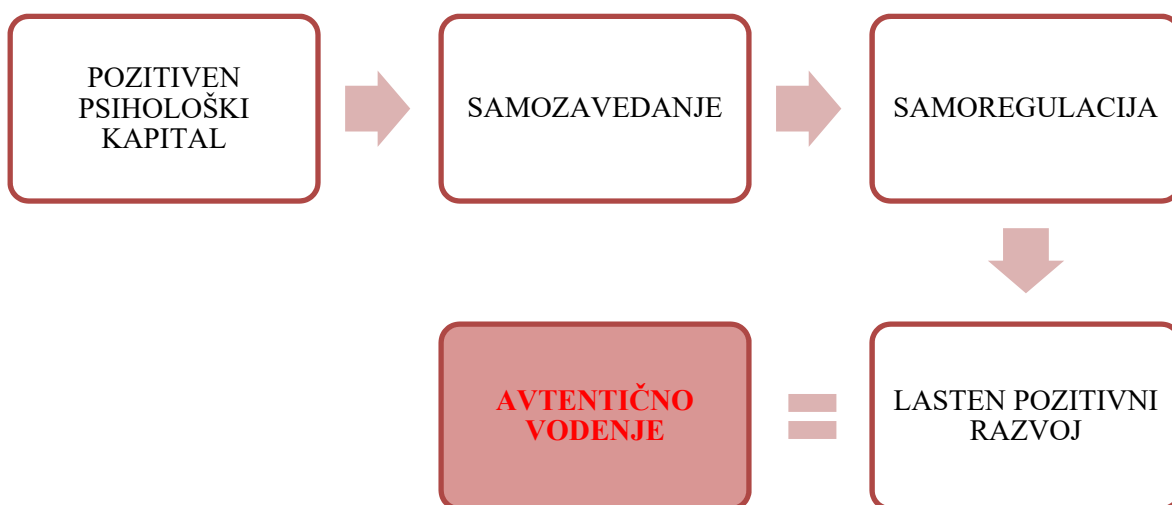 POZITIVEN
PSIHOLOŠKI
KAPITAL
SAMOZAVEDANJE
SAMOREGULACIJA
LASTEN POZITIVNI
RAZVOJ
AVTENTIČNO
VODENJE